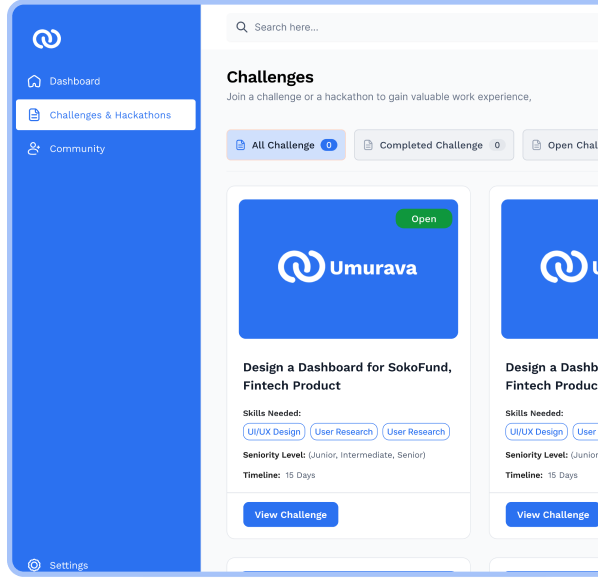 Search here...
Dashboard
Challenges & Hackathons
Community
Settings
Challenges
Join a challenge or a hackathon to gain valuable work experience,
All Challenge 0
Completed Challenge 0
Open Chal
Open
Umurava
Design a Dashboard for SokoFund,
Fintech Product
Skills Needed:
UI/UX Design User Research User Research
Seniority Level: (Junior, Intermediate, Senior)
Timeline: 15 Days
View Challenge
Design a Dashb
Fintech Produc
Skills Needed:
UI/UX Design User
Seniority Level: (Junior
Timeline: 15 Days
View Challenge